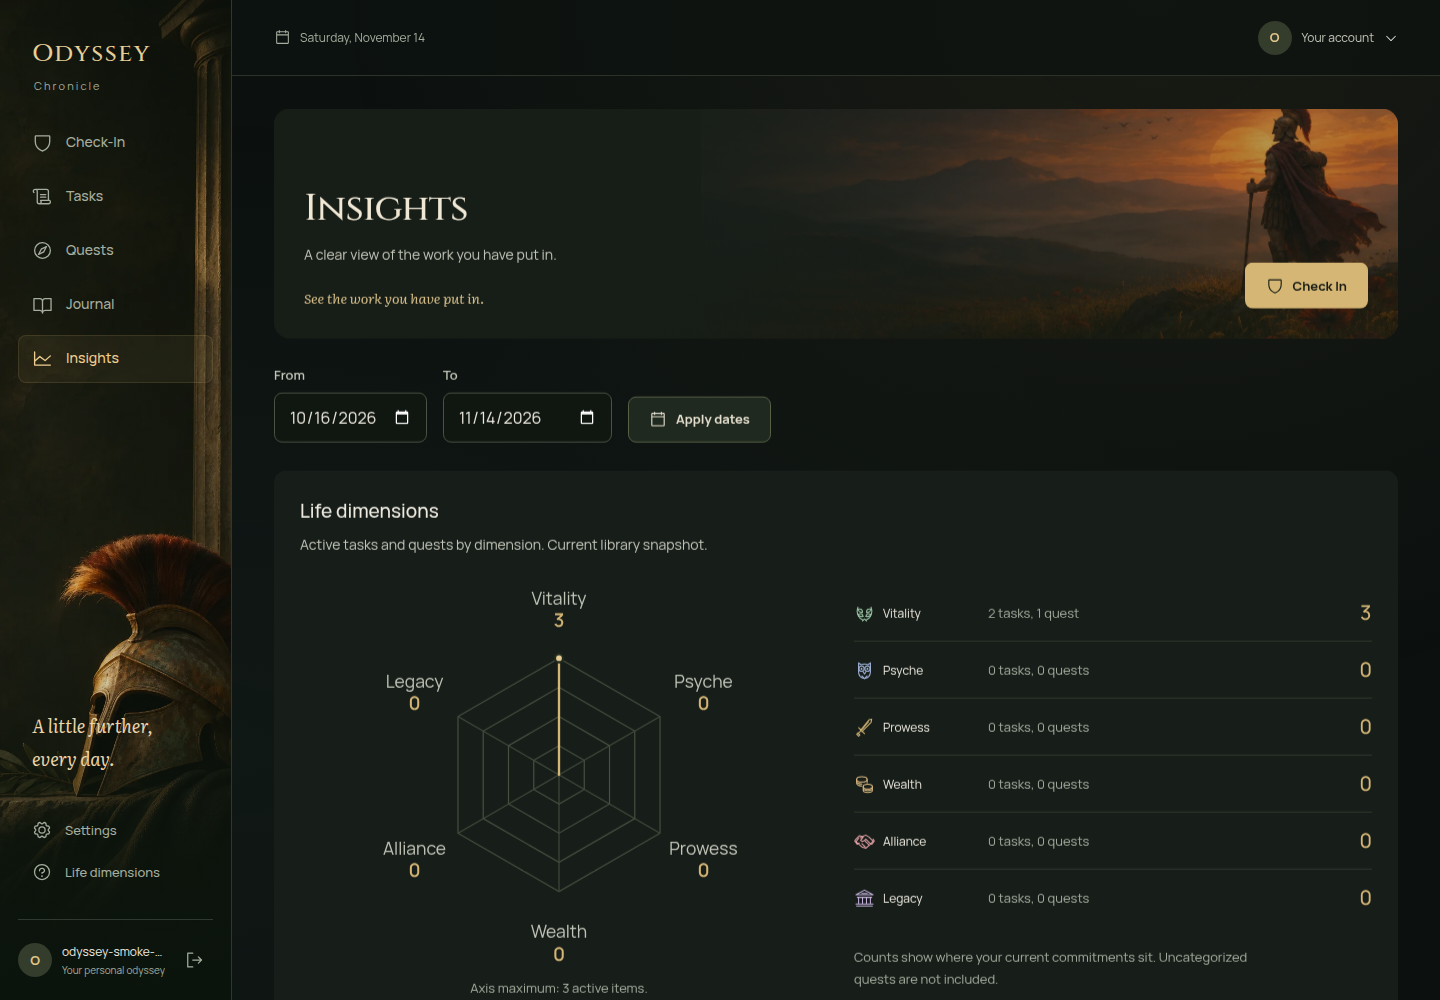 ODYSSEY
Chronicle
Check-In
Tasks
Quests
Journal
Insights
A little further,
every day.
Settings
Life dimensions
O
odyssey-smoke-...
Your personal odyssey
Saturday, November 14
O
Your account
INSIGHTS
A clear view of the work you have put in.
See the work you have put in.
Check In
From
To
10/16/2026
11/14/2026
Apply dates
Life dimensions
Active tasks and quests by dimension. Current library snapshot.
Vitality
3
Legacy
0
Psyche
0
Alliance
0
Prowess
0
Wealth
0
Axis maximum: 3 active items.
Vitality 2 tasks, 1 quest 3
Psyche 0 tasks, 0 quests 0
Prowess 0 tasks, 0 quests 0
Wealth 0 tasks, 0 quests 0
Alliance 0 tasks, 0 quests 0
Legacy 0 tasks, 0 quests 0
Counts show where your current commitments sit. Uncategorized
quests are not included.